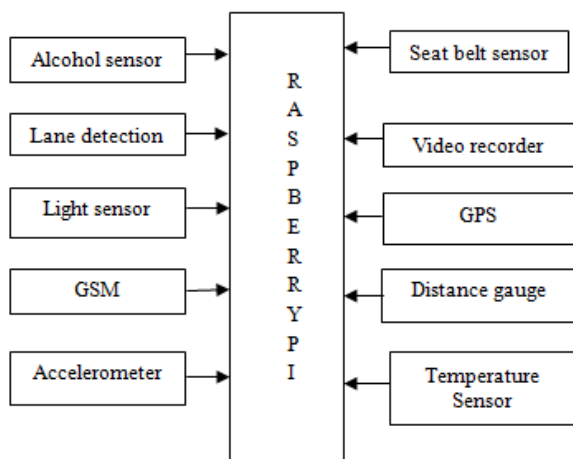 Alcohol sensor
Lane detection
Light sensor
GSM
Accelerometer
R
A
S
P
B
E
R
R
Y
P
I
Seat belt sensor
Video recorder
GPS
Distance gauge
Temperature
Sensor